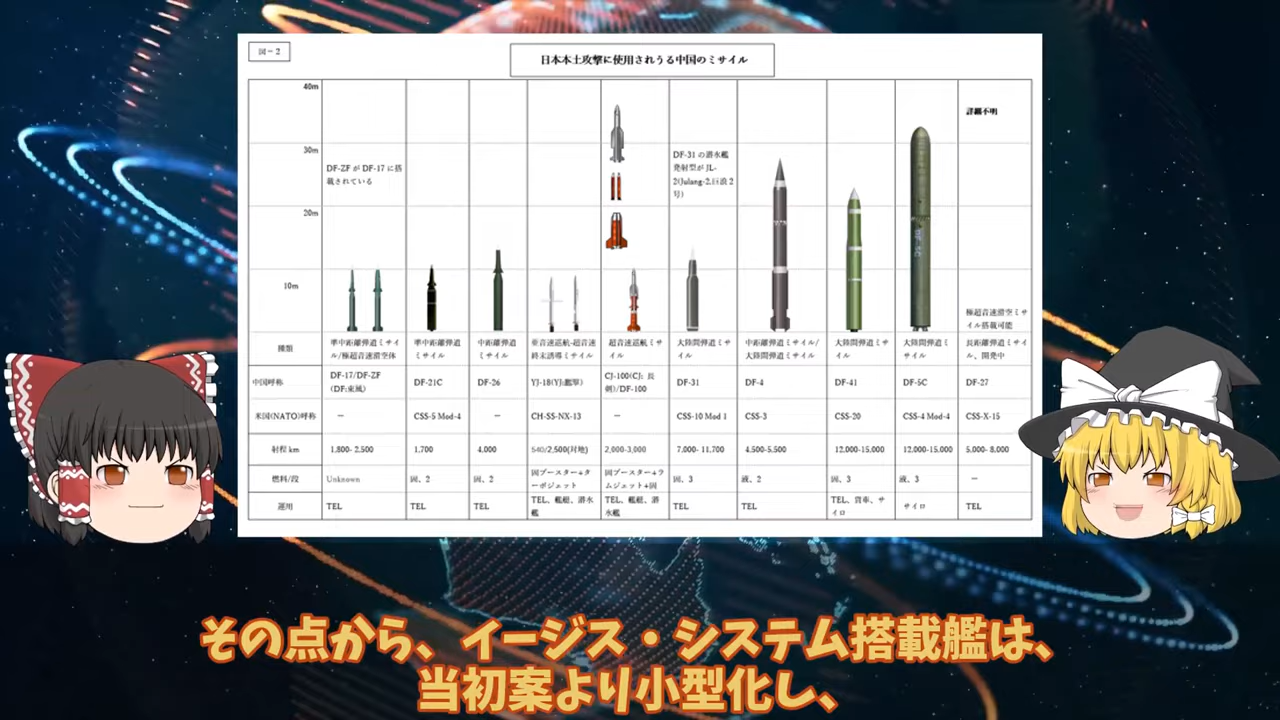 図－2
日本本土攻撃に使用されうる中国のミサイル
40m
30m
20m
10m
DF-ZF が DF-17 に搭
載されている
DF-31 の潜水艦
発射型が JL-
2(Julang-2,巨浪 2
号)
詳細不明
極超音速滑空ミサ
イル搭載可能
種類
準中距離弾道ミサイ
ル/極超音速滑空体
準中距離弾道
ミサイル
中距離弾道
ミサイル
亜音速巡航-超音速
終末誘導ミサイル
超音速巡航ミサ
イル
大陸間弾道ミサ
イル
中距離弾道ミサイル/
大陸間弾道ミサイル
大陸間弾道ミサ
イル
大陸間弾道ミ
サイル
長距離弾道ミサイ
ル、開発中
中国呼称
DF-17/DF-ZF
(DF:東風)
DF-21C
DF-26
YJ-18(YJ:鷹撃)
CJ-100(CJ: 長
剣)/DF-100
DF-31
DF-4
DF-41
DF-5C
DF-27
米国(NATO)呼称
－
CSS-5 Mod-4
－
CH-SS-NX-13
－
CSS-10 Mod 1
CSS-3
CSS-20
CSS-4 Mod-4
CSS-X-15
射程 km
1,800- 2,500
1,700
4,000
540/2,500(対地)
2,000-3,000
7,000- 11,700
4,500-5,500
12,000-15,000
12,000-15,000
5,000- 8,000
燃料/段
Unknown
固、2
固、2
固ブースター+タ
ーボジェット
固ブースター+ラ
ムジェット+固
固、3
液、2
固、3
液、3
－
運用
TEL
TEL
TEL
TEL、艦艇、潜水
艦
TEL、艦艇、潜
水艦
TEL
TEL
TEL、貨車、サ
イロ
サイロ
TEL
その点から、イージス・システム搭載艦は、
当初案より小型化し、